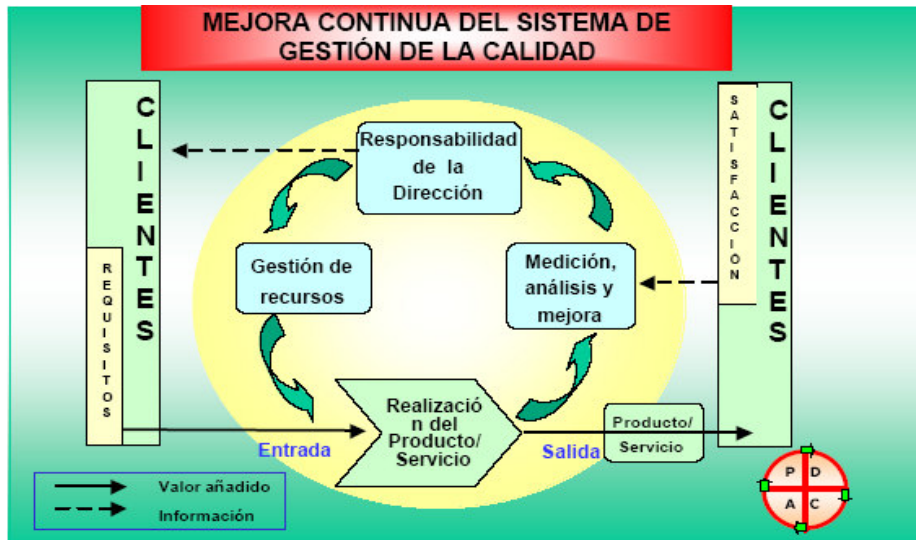 MEJORA CONTINUA DEL SISTEMA DE
GESTIÓN DE LA CALIDAD
CLIENTES
REQUISITOS
Responsabilidad
de la
Dirección
Gestión de
recursos
Medición,
análisis y
mejora
Realizació
n del
Producto/
Servicio
Entrada
Salida
Producto/
Servicio
SATISFACCIÓN
CLIENTES
Valor añadido
Información
P D
A C